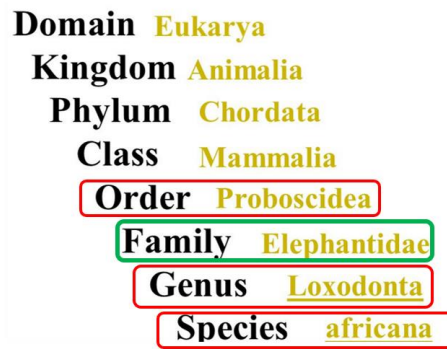 Domain Eukarya
Kingdom Animalia
Phylum Chordata
Class Mammalia
Order Proboscidea
Family Elephantidae
Genus Loxodonta
Species africana